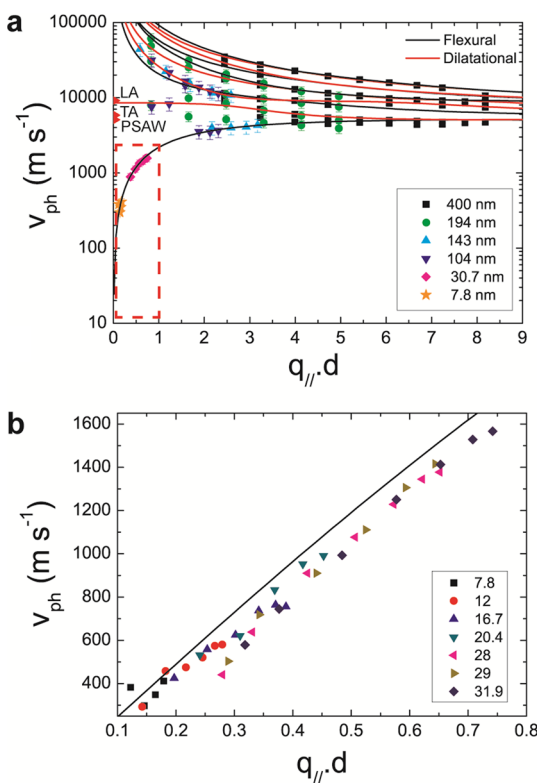 a
100000
10000
1000
100
10
v_ph (m s⁻¹)
LA
TA
PSAW
Flexural
Dilatational
400 nm
194 nm
143 nm
104 nm
30.7 nm
7.8 nm
0 1 2 3 4 5 6 7 8 9
q_//.d
b
1600
1400
1200
1000
800
600
400
v_ph (m s⁻¹)
7.8
12
16.7
20.4
28
29
31.9
0.1 0.2 0.3 0.4 0.5 0.6 0.7 0.8
q_//.d